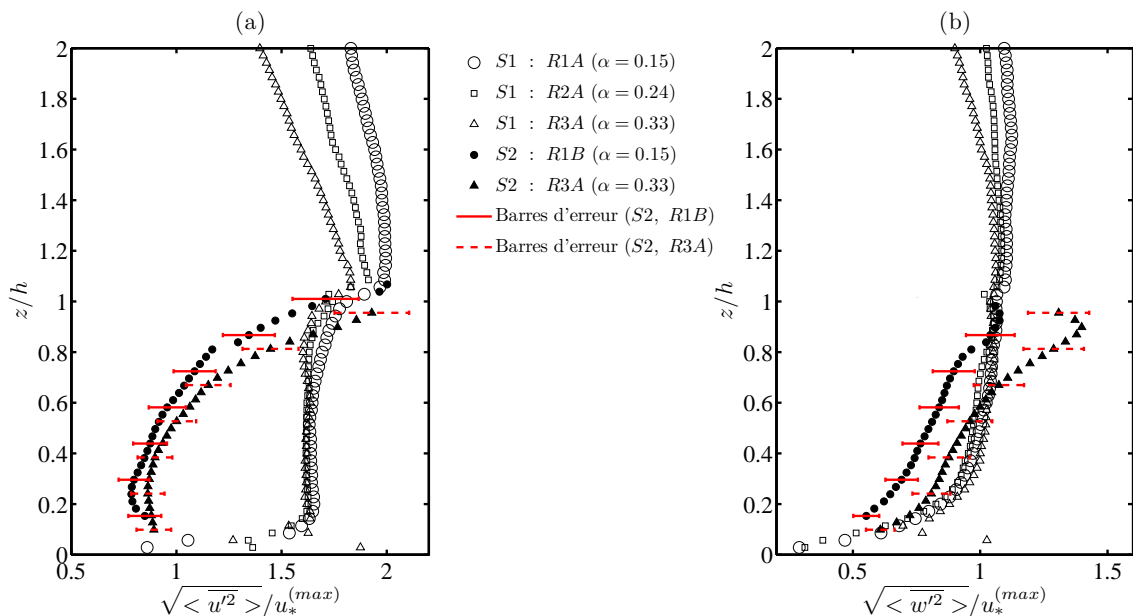 (a)
2
1.8
1.6
1.4
1.2
1
0.8
0.6
0.4
0.2
0
z/h
0.5 1 1.5 2
√< u'² >/u*^(max)
S1 : R1A (α = 0.15)
S1 : R2A (α = 0.24)
S1 : R3A (α = 0.33)
S2 : R1B (α = 0.15)
S2 : R3A (α = 0.33)
Barres d'erreur (S2, R1B)
Barres d'erreur (S2, R3A)
(b)
2
1.8
1.6
1.4
1.2
1
0.8
0.6
0.4
0.2
0
z/h
0.5 1 1.5
√< w'² >/u*^(max)